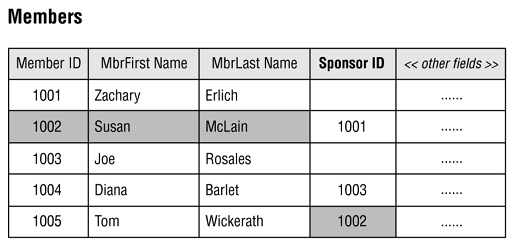 Members
Member ID MbrFirst Name MbrLast Name Sponsor ID << other fields >>
1001 Zachary Erlich ......
1002 Susan McLain 1001 ......
1003 Joe Rosales ......
1004 Diana Barlet 1003 ......
1005 Tom Wickerath 1002 ......